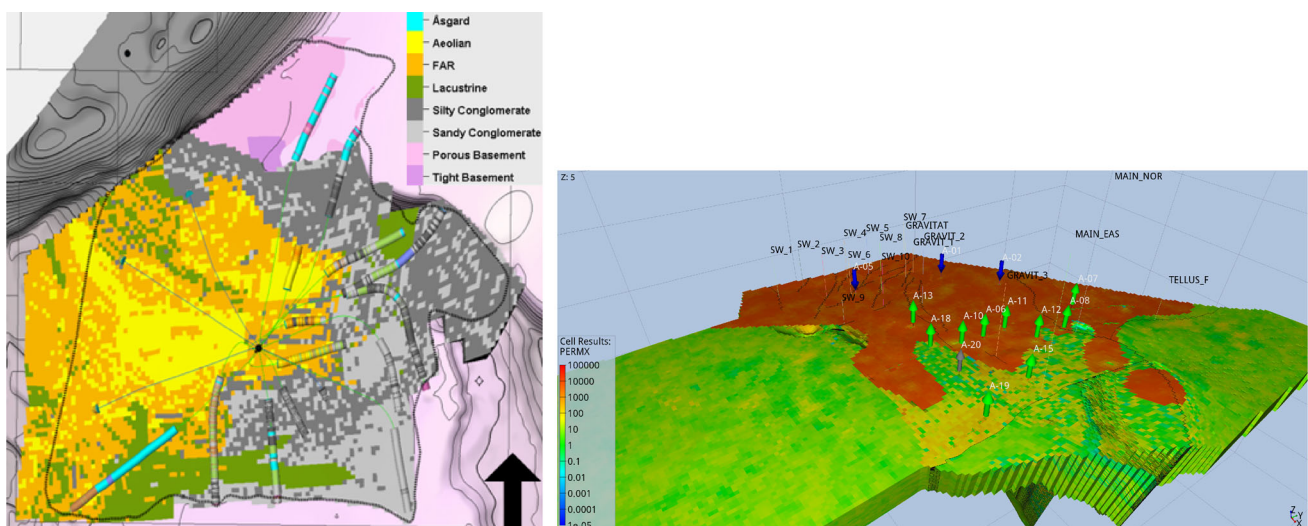 Åsgard
Aeolian
FAR
Lacustrine
Silty Conglomerate
Sandy Conglomerate
Porous Basement
Tight Basement
Z: 5
MAIN_NOR
SW_7
SW_4 SW_5 GRAVITAT
SW_1 SW_2 SW_3 SW_8 GRAVIT_2
MAIN_EAS
SW_6 SW_10 A-01
A-05 A-02
GRAVIT_3 A-07 TELLUS_F
SW_9
A-13 A-11 A-12 A-08
A-18 A-10 A-06
A-20 A-15
A-19
Cell Results:
PERMX
100000
10000
1000
100
10
1
0.1
0.01
0.001
0.0001
1e-05
Z
Y